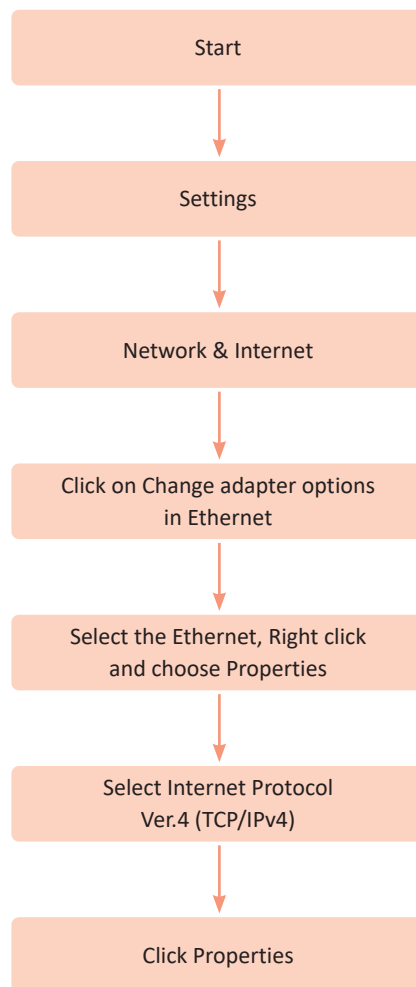 Start
Settings
Network & Internet
Click on Change adapter options
in Ethernet
Select the Ethernet, Right click
and choose Properties
Select Internet Protocol
Ver.4 (TCP/IPv4)
Click Properties